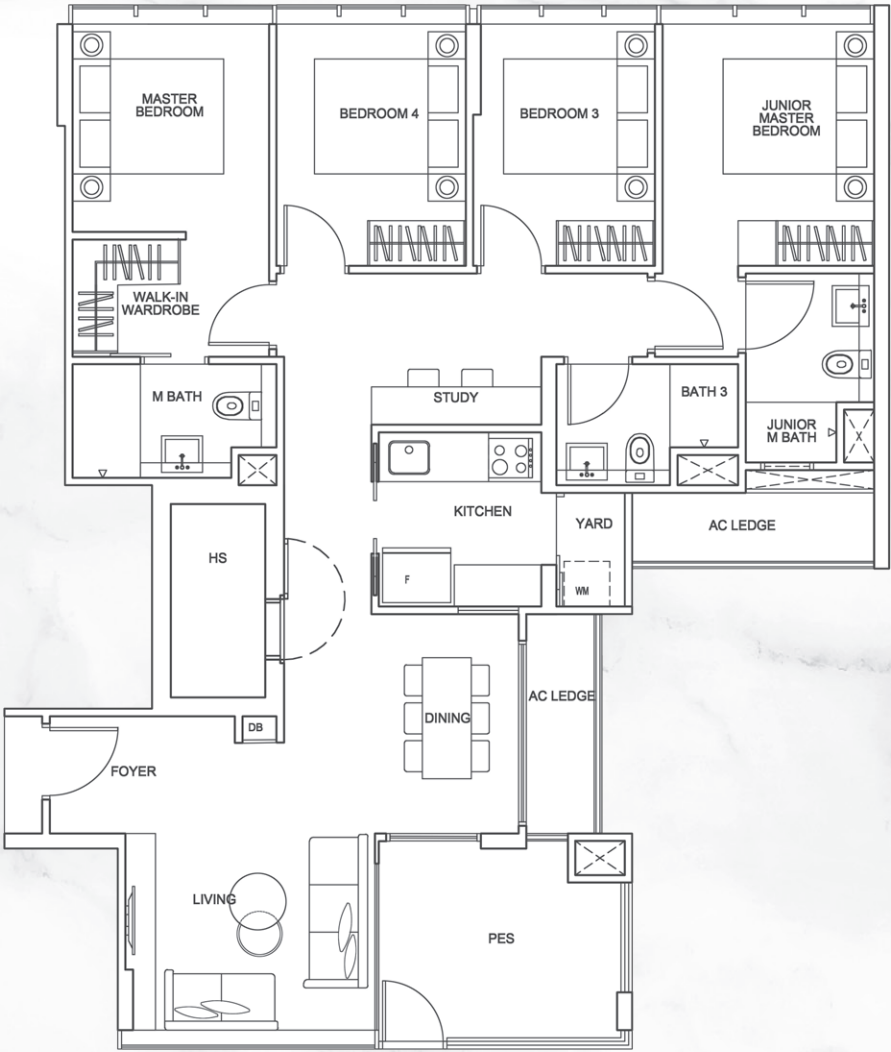 MASTER
BEDROOM
BEDROOM 4
BEDROOM 3
JUNIOR
MASTER
BEDROOM
WALK-IN
WARDROBE
M BATH
STUDY
BATH 3
JUNIOR
M BATH
KITCHEN
YARD
AC LEDGE
HS
F
WM
AC LEDGE
DINING
DB
FOYER
LIVING
PES